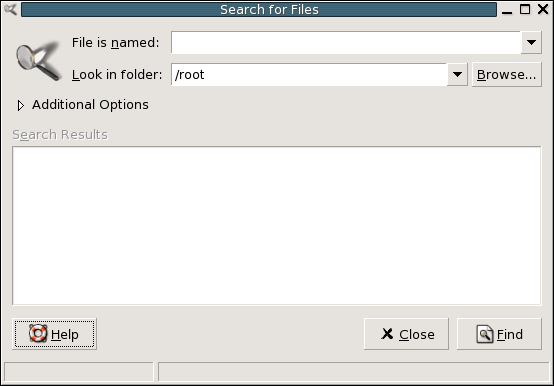 Search for Files
File is named:
Look in folder: /root Browse...
Additional Options
Search Results
Help Close Find